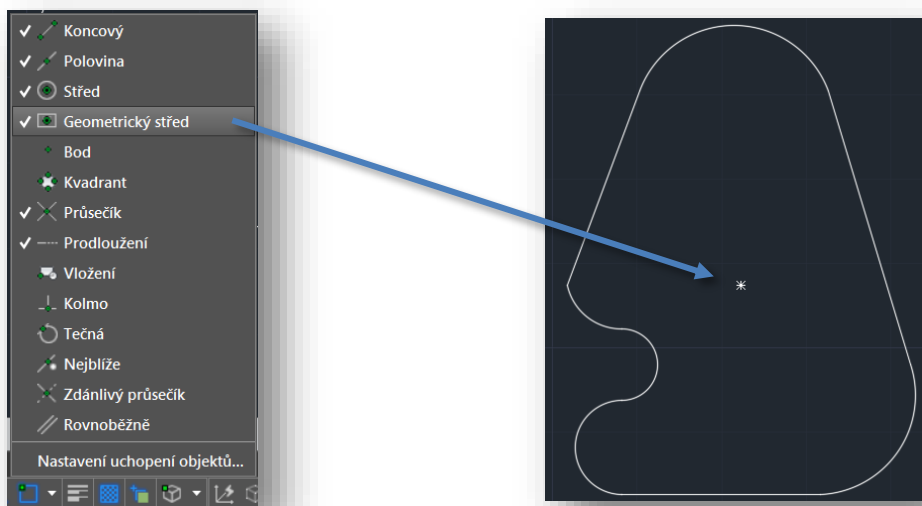 Koncový
Polovina
Střed
Geometrický střed
Bod
Kvadrant
Průsečík
Prodloužení
Vložení
Kolmo
Tečná
Nejblíže
Zdánlivý průsečík
Rovnoběžně
Nastavení uchopení objektů...